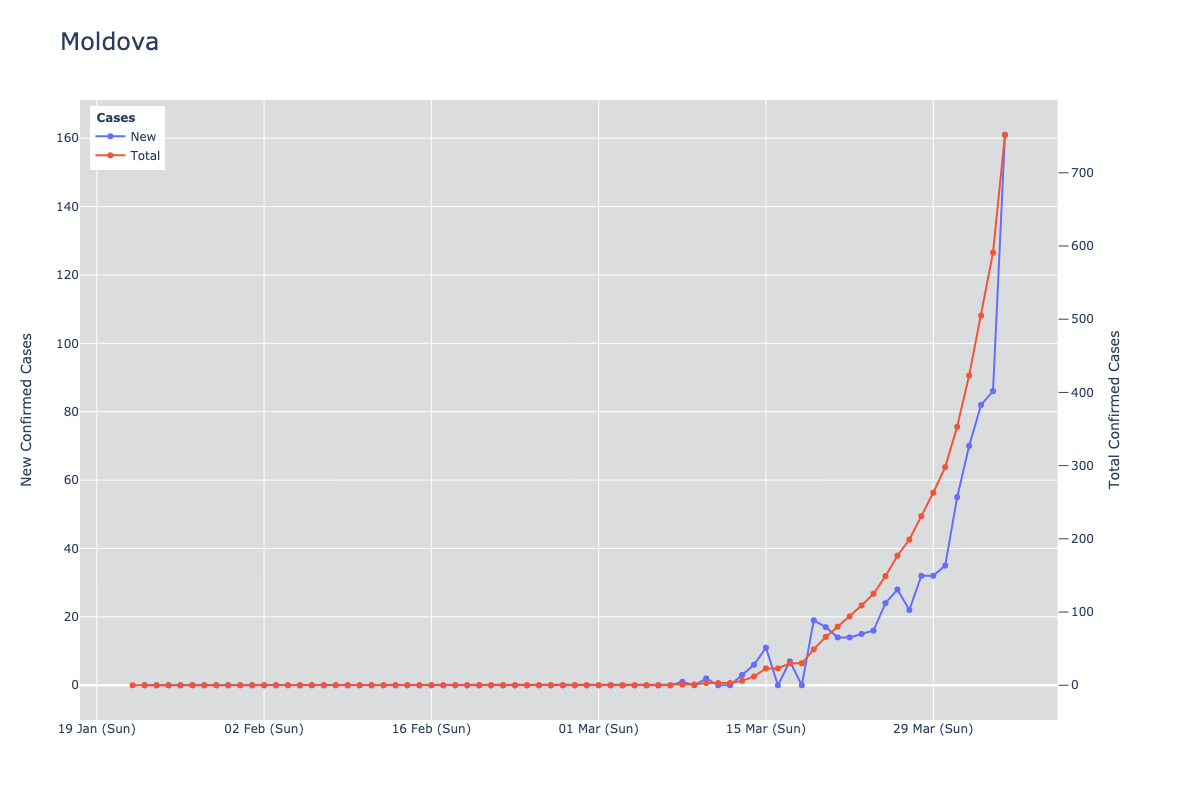 Moldova
Cases
New
Total
160
140
120
100
80
60
40
20
0
700
600
500
400
300
200
100
0
New Confirmed Cases
Total Confirmed Cases
19 Jan (Sun)
02 Feb (Sun)
16 Feb (Sun)
01 Mar (Sun)
15 Mar (Sun)
29 Mar (Sun)